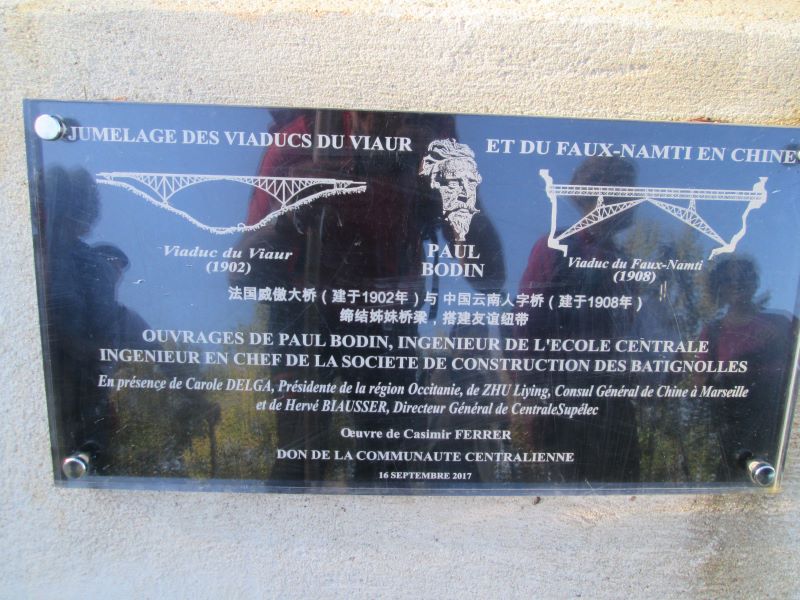 JUMELAGE DES VIADUCS DU VIAUR ET DU FAUX-NAMTI EN CHINE
Viaduc du Viaur
(1902)
PAUL
BODIN
Viaduc du Faux-Namti
(1908)
法国威傲大桥（建于1902年）与 中国云南人字桥（建于1908年）
缔结姊妹桥梁，搭建友谊纽带
OUVRAGES DE PAUL BODIN, INGENIEUR DE L'ECOLE CENTRALE
INGENIEUR EN CHEF DE LA SOCIETE DE CONSTRUCTION DES BATIGNOLLES
En présence de Carole DELGA, Présidente de la région Occitanie, de ZHU Liying, Consul Général de Chine à Marseille
et de Hervé BIAUSSER, Directeur Général de CentraleSupélec
Œuvre de Casimir FERRER
DON DE LA COMMUNAUTE CENTRALIENNE
16 SEPTEMBRE 2017